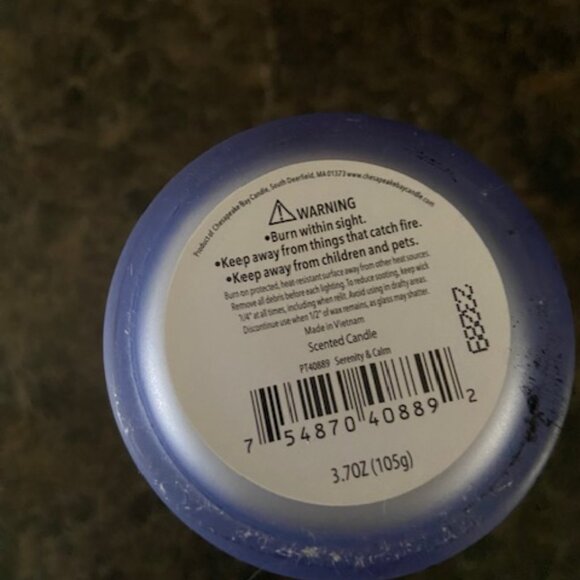 Product of Chesapeake Bay Candle, South Deerfield, MA 01373 www.chesapeakebaycandle.com
WARNING
•Burn within sight.
•Keep away from things that catch fire.
•Keep away from children and pets.
Burn on protected, heat resistant surface away from other heat sources.
Remove all debris before each lighting. To reduce sooting, keep wick
1/4" at all times, including when relit. Avoid using in drafty areas.
Discontinue use when 1/2" of wax remains, as glass may shatter.
Made in Vietnam
Scented Candle
PT40889 Serenity & Calm
7 54870 40889 2
3.7OZ (105g)